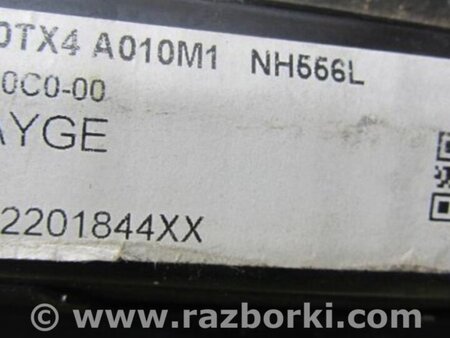 0TX4 A010M1 NH556L
0C0-00
AYGE
2201844XX
© www.razborki.com